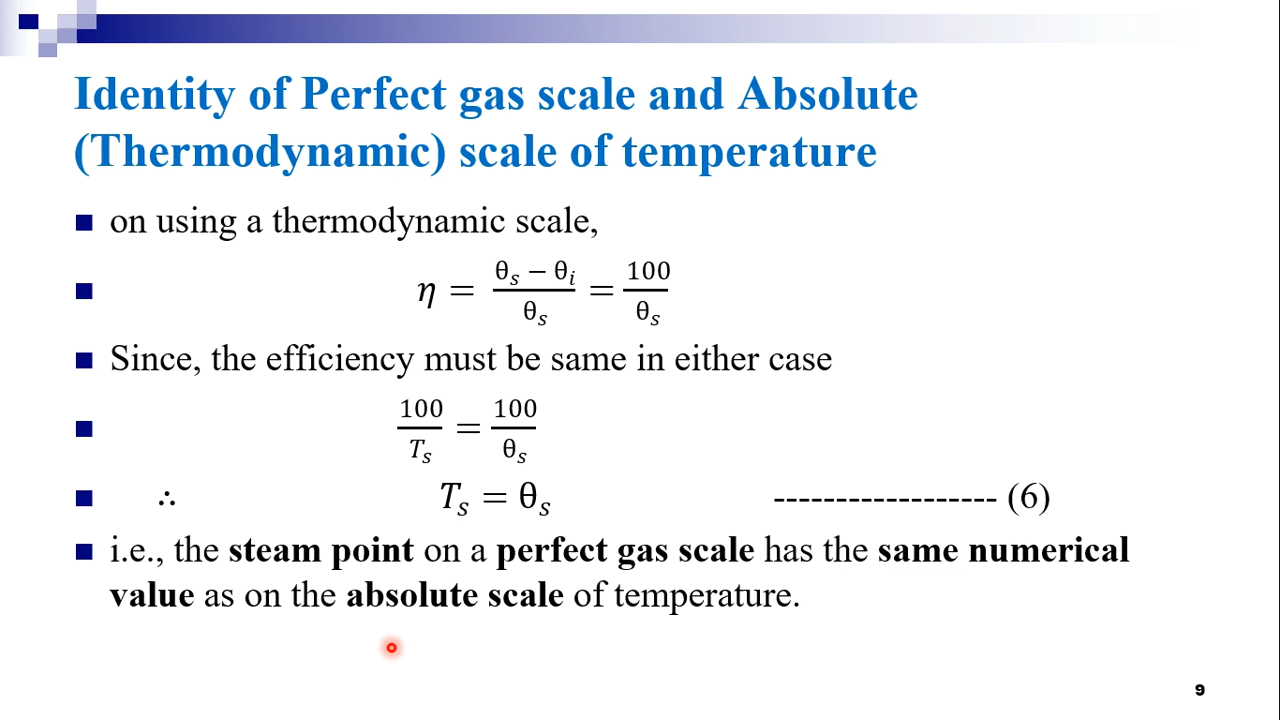 Identity of Perfect gas scale and Absolute
(Thermodynamic) scale of temperature
on using a thermodynamic scale,
η = (θₛ − θᵢ)/θₛ = 100/θₛ
Since, the efficiency must be same in either case
100/Tₛ = 100/θₛ
∴ Tₛ = θₛ ------------------ (6)
i.e., the steam point on a perfect gas scale has the same numerical
value as on the absolute scale of temperature.
9